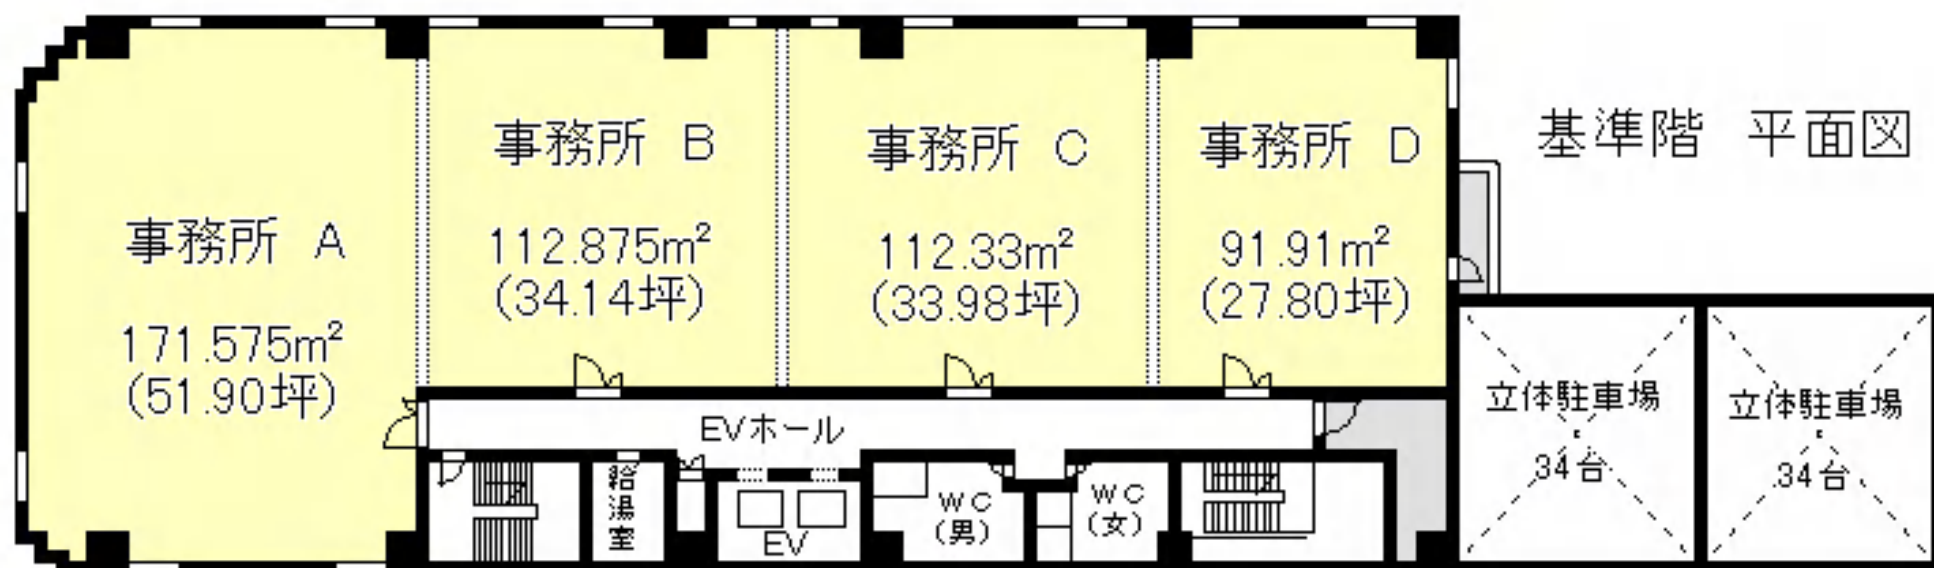 基準階 平面図
事務所 A
171.575m²
(51.90坪)
事務所 B
112.875m²
(34.14坪)
事務所 C
112.33m²
(33.98坪)
事務所 D
91.91m²
(27.80坪)
EVホール
給湯室
EV
WC
(男)
WC
(女)
立体駐車場
34台
立体駐車場
34台